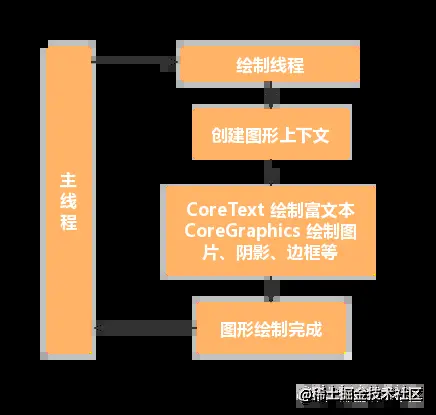 绘制线程
创建图形上下文
主
线
程
CoreText 绘制富文本
CoreGraphics 绘制图
片、阴影、边框等
图形绘制完成
@稀土掘金技术社区